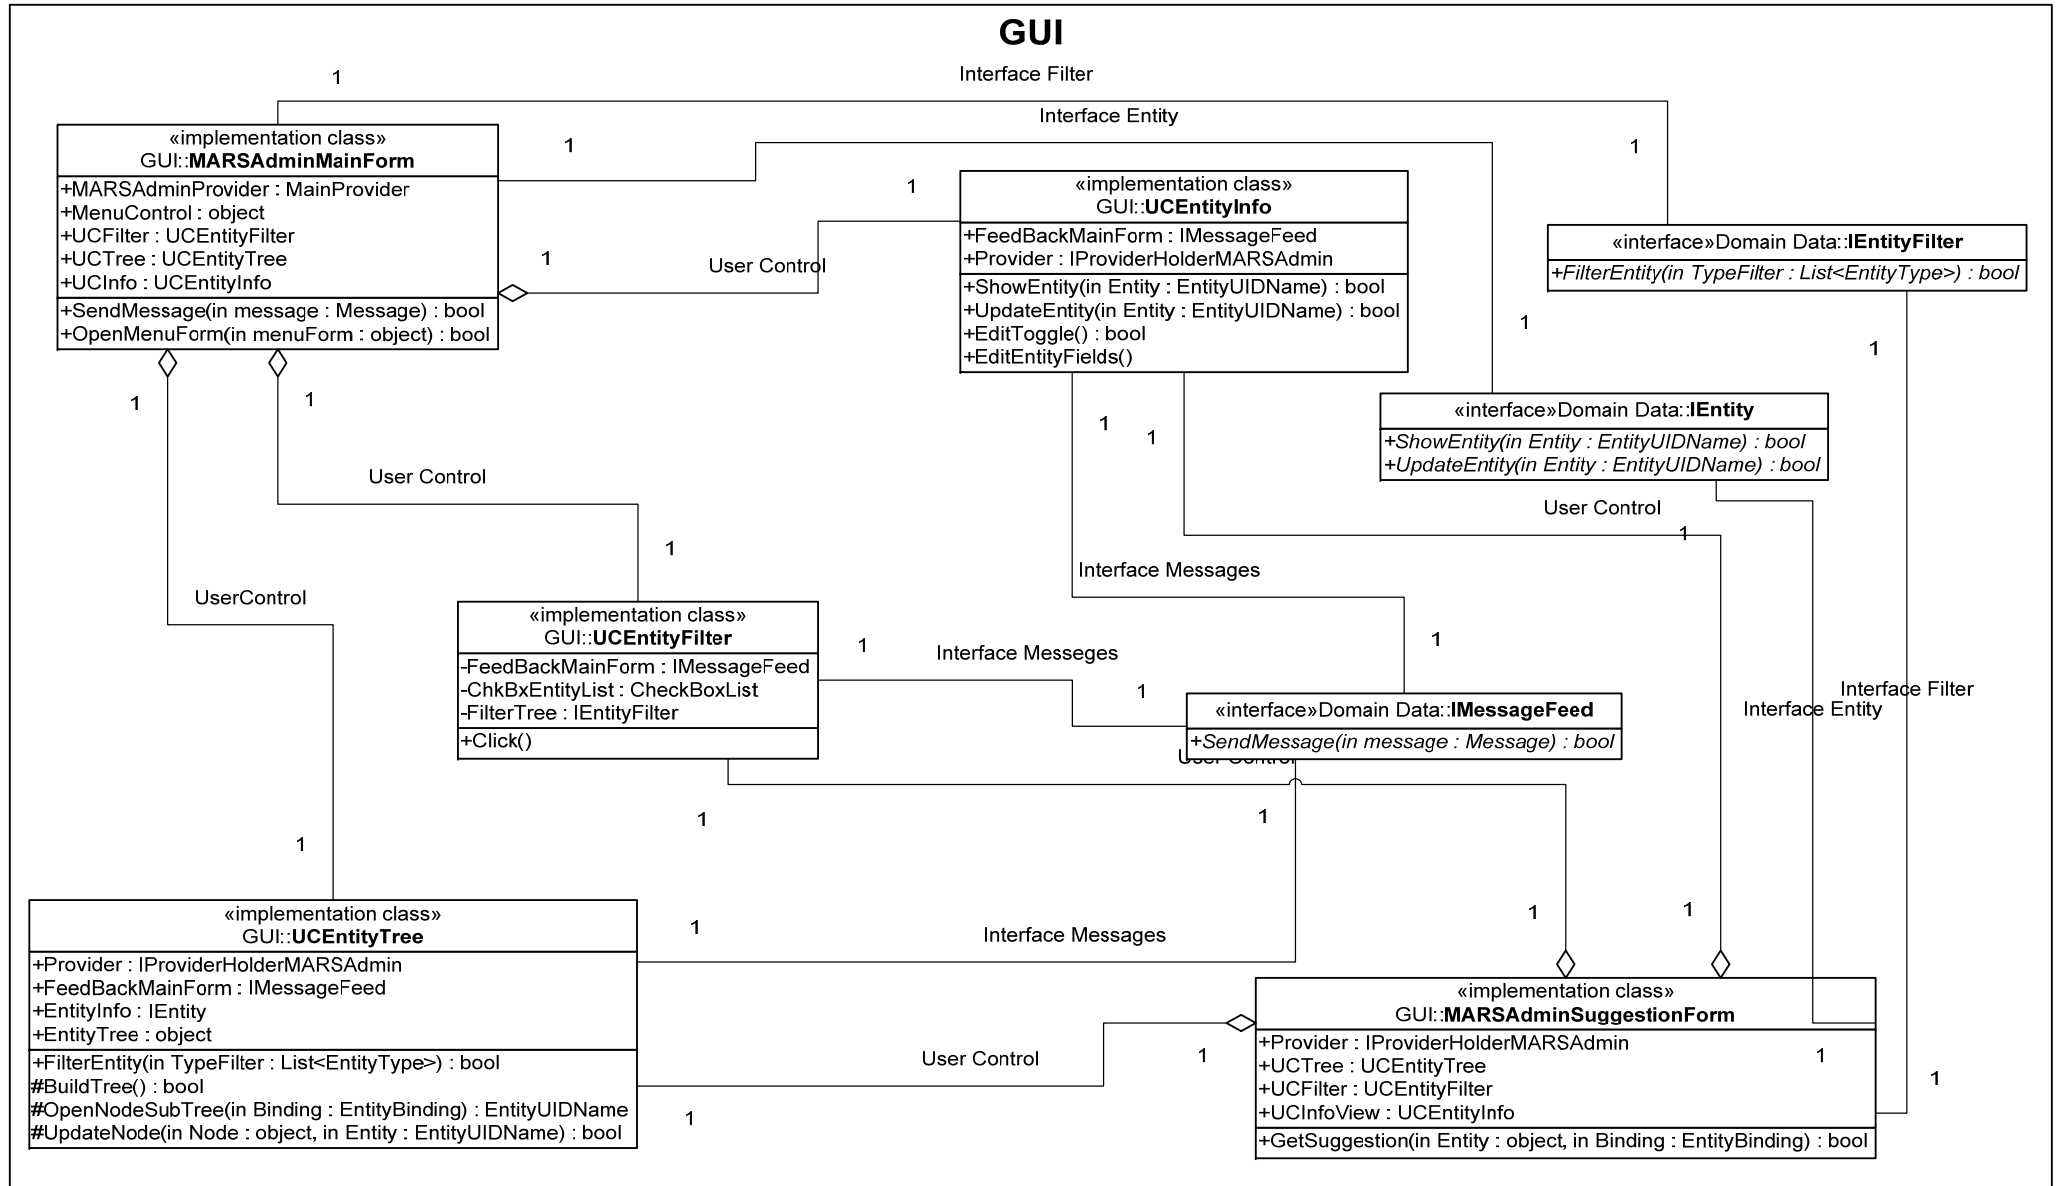 GUI
1
Interface Filter
Interface Entity
1
1
«implementation class»
GUI::MARSAdminMainForm
+MARSAdminProvider : MainProvider
+MenuControl : object
+UCFilter : UCEntityFilter
+UCTree : UCEntityTree
+UCInfo : UCEntityInfo
+SendMessage(in message : Message) : bool
+OpenMenuForm(in menuForm : object) : bool
1
1
User Control
«implementation class»
GUI::UCEntityInfo
+FeedBackMainForm : IMessageFeed
+Provider : IProviderHolderMARSAdmin
+ShowEntity(in Entity : EntityUIDName) : bool
+UpdateEntity(in Entity : EntityUIDName) : bool
+EditToggle() : bool
+EditEntityFields()
«interface»Domain Data::IEntityFilter
+FilterEntity(in TypeFilter : List<EntityType>) : bool
1
1
1
1
1
1
«interface»Domain Data::IEntity
+ShowEntity(in Entity : EntityUIDName) : bool
+UpdateEntity(in Entity : EntityUIDName) : bool
User Control
User Control
1
1
Interface Messages
UserControl
«implementation class»
GUI::UCEntityFilter
-FeedBackMainForm : IMessageFeed
-ChkBxEntityList : CheckBoxList
-FilterTree : IEntityFilter
+Click()
1
Interface Messeges
1
1
«interface»Domain Data::IMessageFeed
+SendMessage(in message : Message) : bool
User Control
Interface Filter
Interface Entity
1
1
1
«implementation class»
GUI::UCEntityTree
+Provider : IProviderHolderMARSAdmin
+FeedBackMainForm : IMessageFeed
+EntityInfo : IEntity
+EntityTree : object
+FilterEntity(in TypeFilter : List<EntityType>) : bool
#BuildTree() : bool
#OpenNodeSubTree(in Binding : EntityBinding) : EntityUIDName
#UpdateNode(in Node : object, in Entity : EntityUIDName) : bool
1
Interface Messages
1
1
User Control
1
1
«implementation class»
GUI::MARSAdminSuggestionForm
+Provider : IProviderHolderMARSAdmin
+UCTree : UCEntityTree
+UCFilter : UCEntityFilter
+UCInfoView : UCEntityInfo
+GetSuggestion(in Entity : object, in Binding : EntityBinding) : bool
1
1